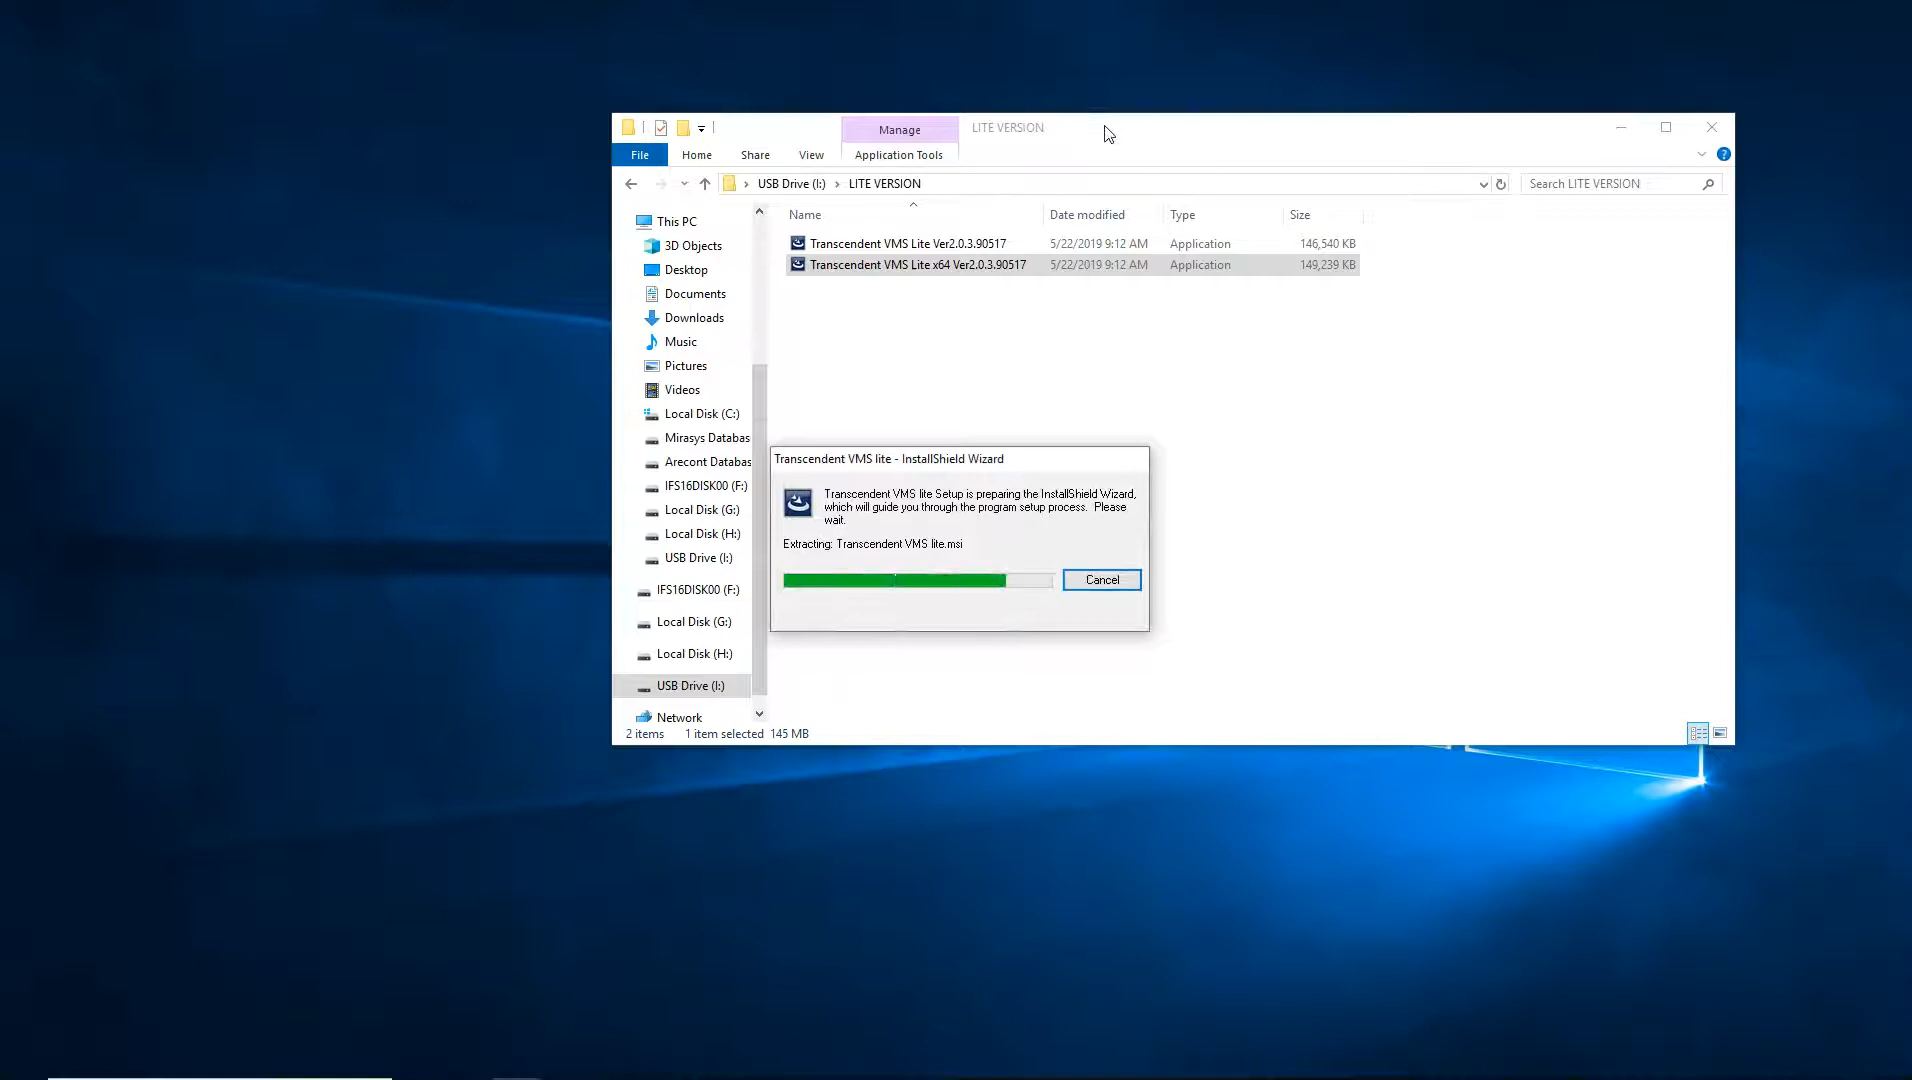 Manage
LITE VERSION
File
Home
Share
View
Application Tools
USB Drive (I:)
LITE VERSION
Search LITE VERSION
Name
Date modified
Type
Size
Transcendent VMS Lite Ver2.0.3.90517
5/22/2019 9:12 AM
Application
146,540 KB
Transcendent VMS Lite x64 Ver2.0.3.90517
5/22/2019 9:12 AM
Application
149,239 KB
This PC
3D Objects
Desktop
Documents
Downloads
Music
Pictures
Videos
Local Disk (C:)
Mirasys Databas
Arecont Databas
IFS16DISK00 (F:)
Local Disk (G:)
Local Disk (H:)
USB Drive (I:)
IFS16DISK00 (F:)
Local Disk (G:)
Local Disk (H:)
USB Drive (I:)
Network
Transcendent VMS lite - InstallShield Wizard
Transcendent VMS lite Setup is preparing the InstallShield Wizard,
which will guide you through the program setup process. Please
wait.
Extracting: Transcendent VMS lite.msi
Cancel
2 items
1 item selected 145 MB